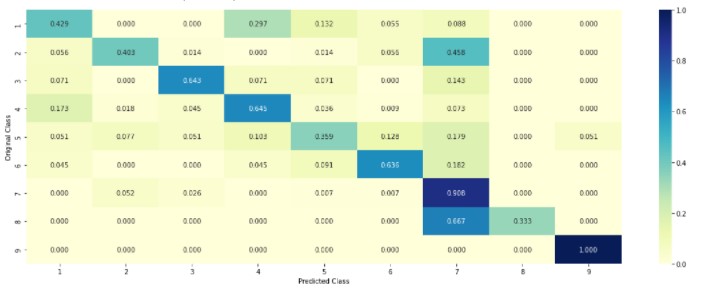 1 0.429 0.000 0.000 0.297 0.132 0.055 0.088 0.000 0.000
2 0.056 0.403 0.014 0.000 0.014 0.056 0.458 0.000 0.000
3 0.071 0.000 0.643 0.071 0.071 0.000 0.143 0.000 0.000
4 0.173 0.018 0.045 0.645 0.036 0.009 0.073 0.000 0.000
5 0.051 0.077 0.051 0.103 0.359 0.128 0.179 0.000 0.051
6 0.045 0.000 0.000 0.045 0.091 0.636 0.182 0.000 0.000
7 0.000 0.052 0.026 0.000 0.007 0.007 0.908 0.000 0.000
8 0.000 0.000 0.000 0.000 0.000 0.000 0.667 0.333 0.000
9 0.000 0.000 0.000 0.000 0.000 0.000 0.000 0.000 1.000
1 2 3 4 5 6 7 8 9
Predicted Class
Original Class
1.0
0.8
0.6
0.4
0.2
0.0